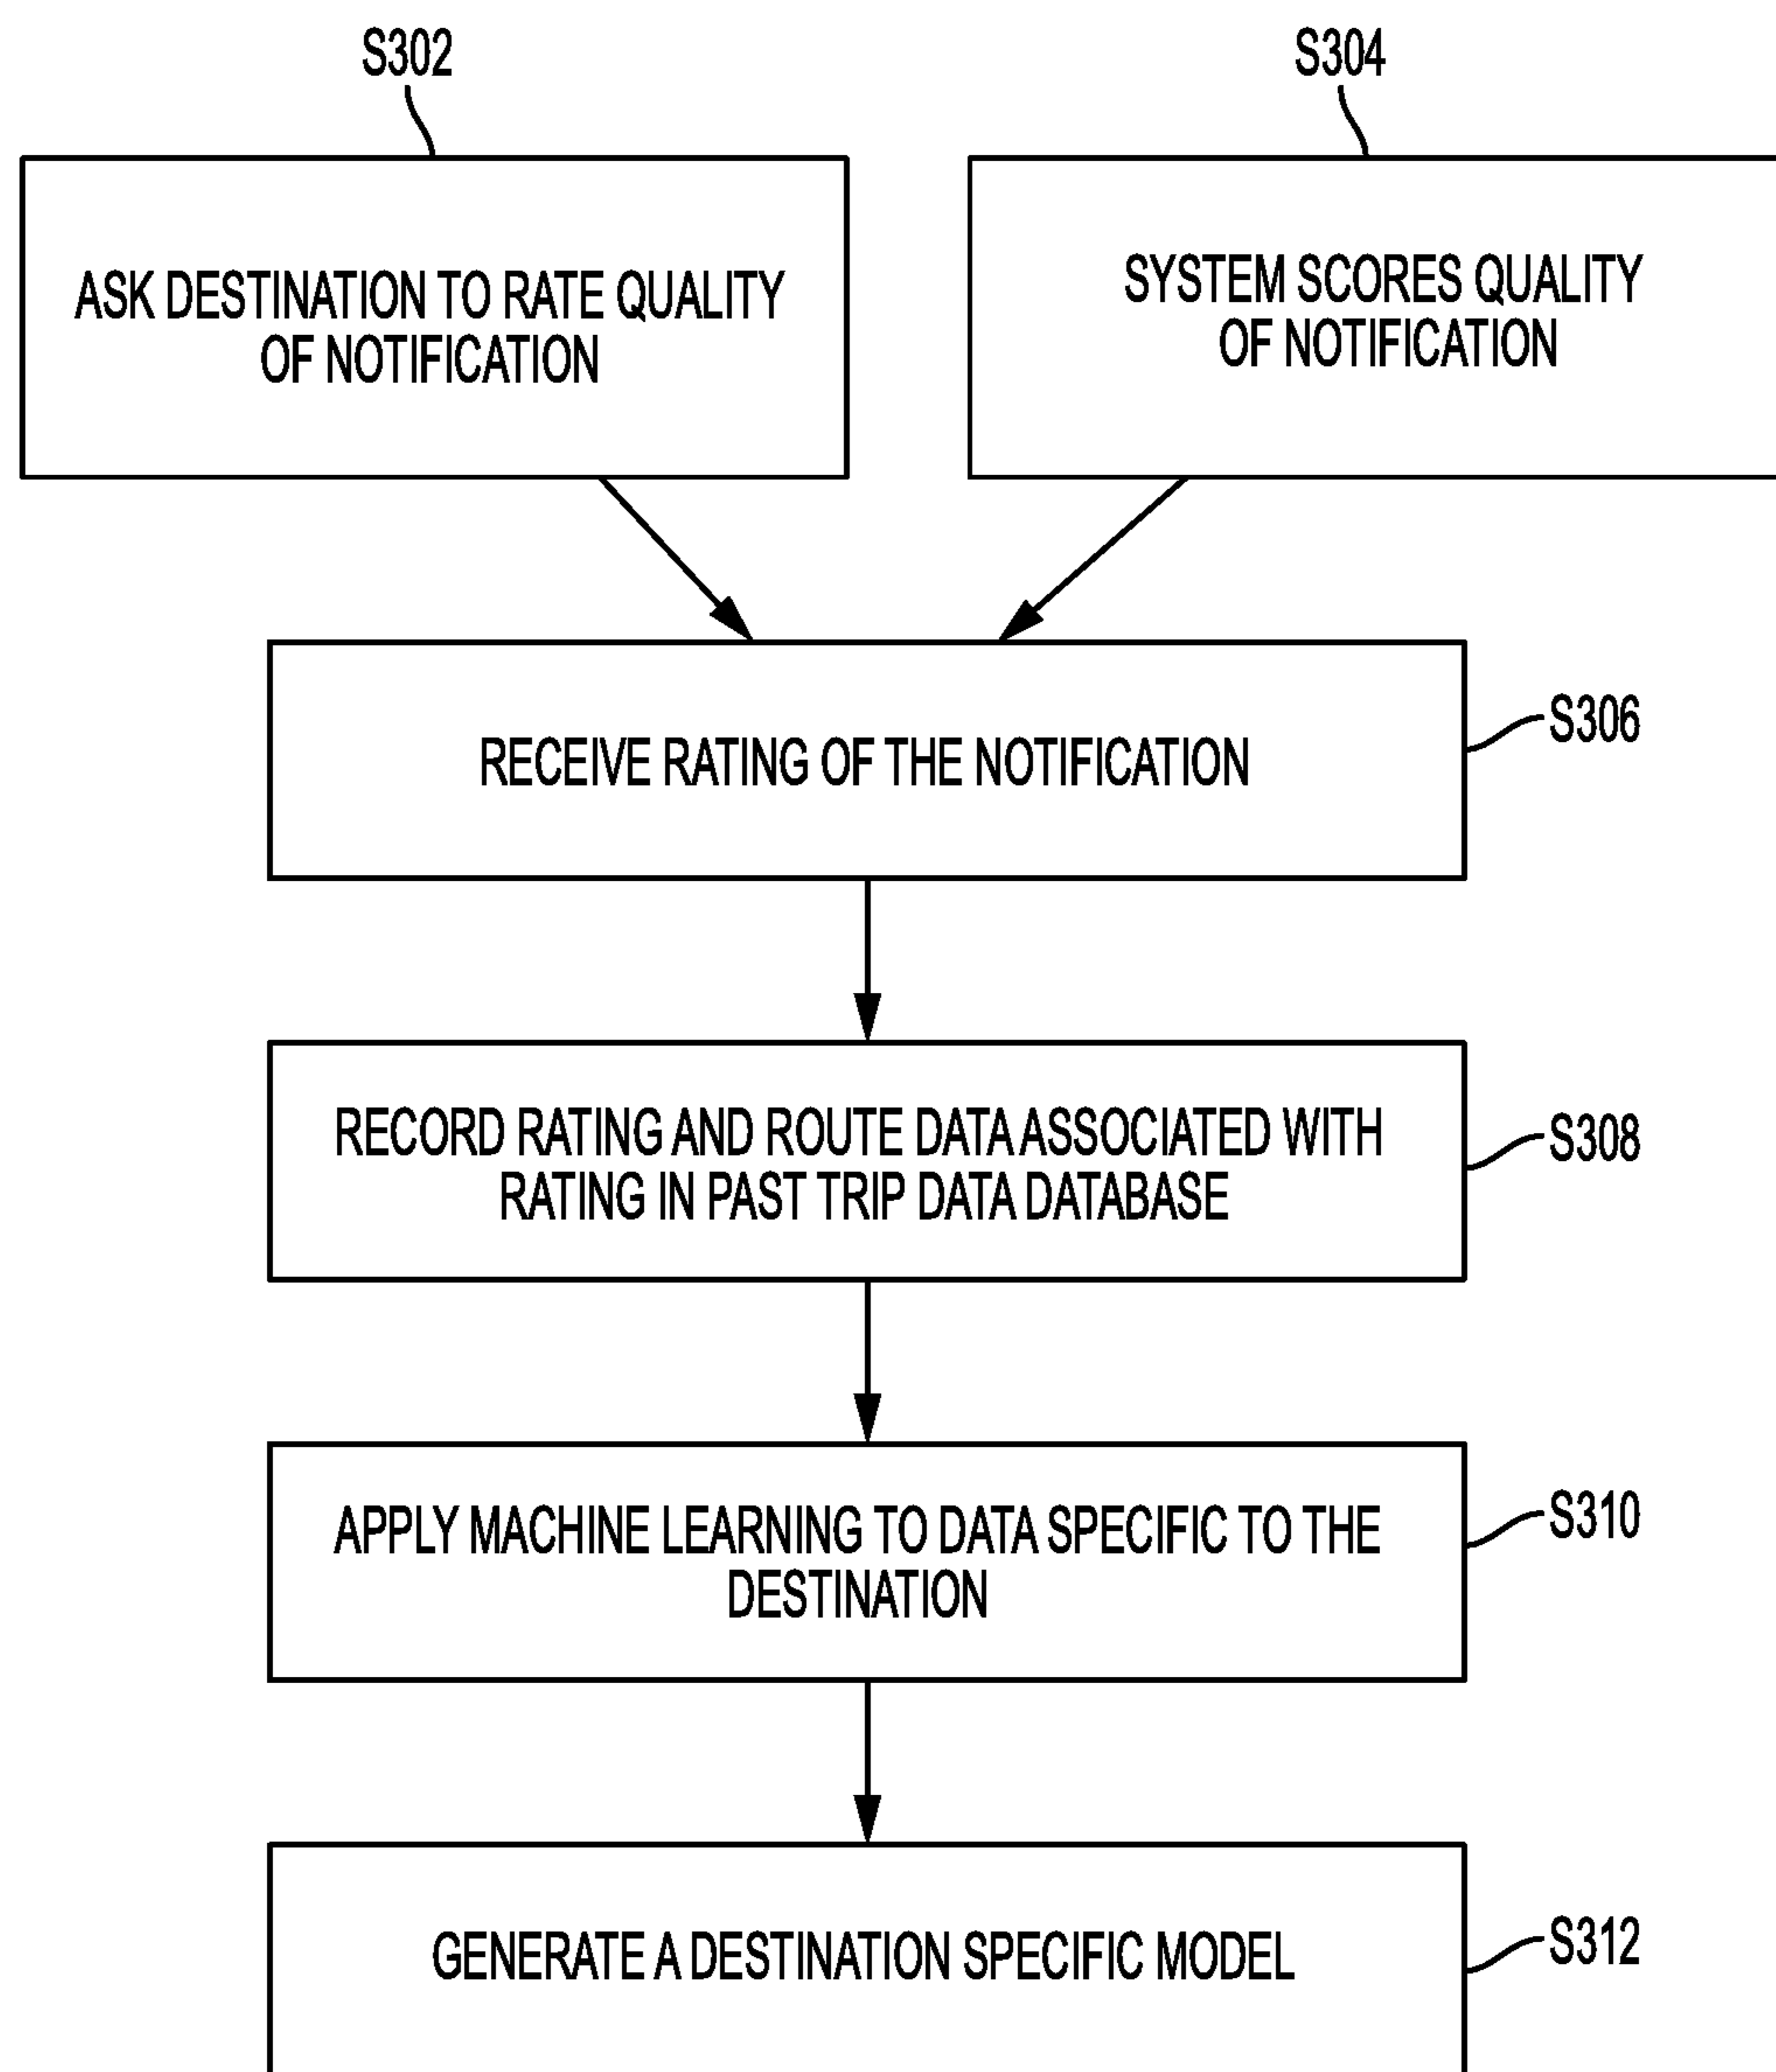 S302
S304
ASK DESTINATION TO RATE QUALITY
OF NOTIFICATION
SYSTEM SCORES QUALITY
OF NOTIFICATION
RECEIVE RATING OF THE NOTIFICATION
S306
RECORD RATING AND ROUTE DATA ASSOCIATED WITH
RATING IN PAST TRIP DATA DATABASE
S308
APPLY MACHINE LEARNING TO DATA SPECIFIC TO THE
DESTINATION
S310
GENERATE A DESTINATION SPECIFIC MODEL
S312